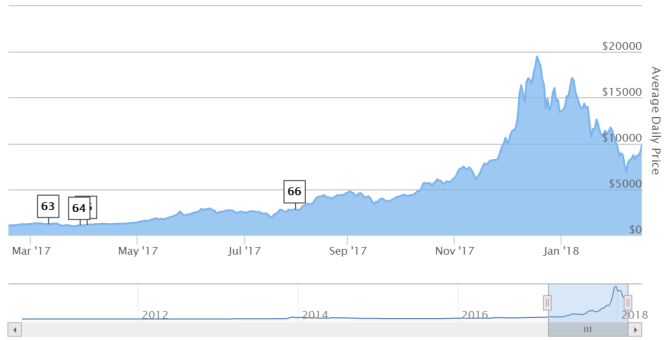 $20000
$15000
$10000
$5000
$0
Average Daily Price
63
64
66
Mar '17
May '17
Jul '17
Sep '17
Nov '17
Jan '18
2012
2014
2016
2018